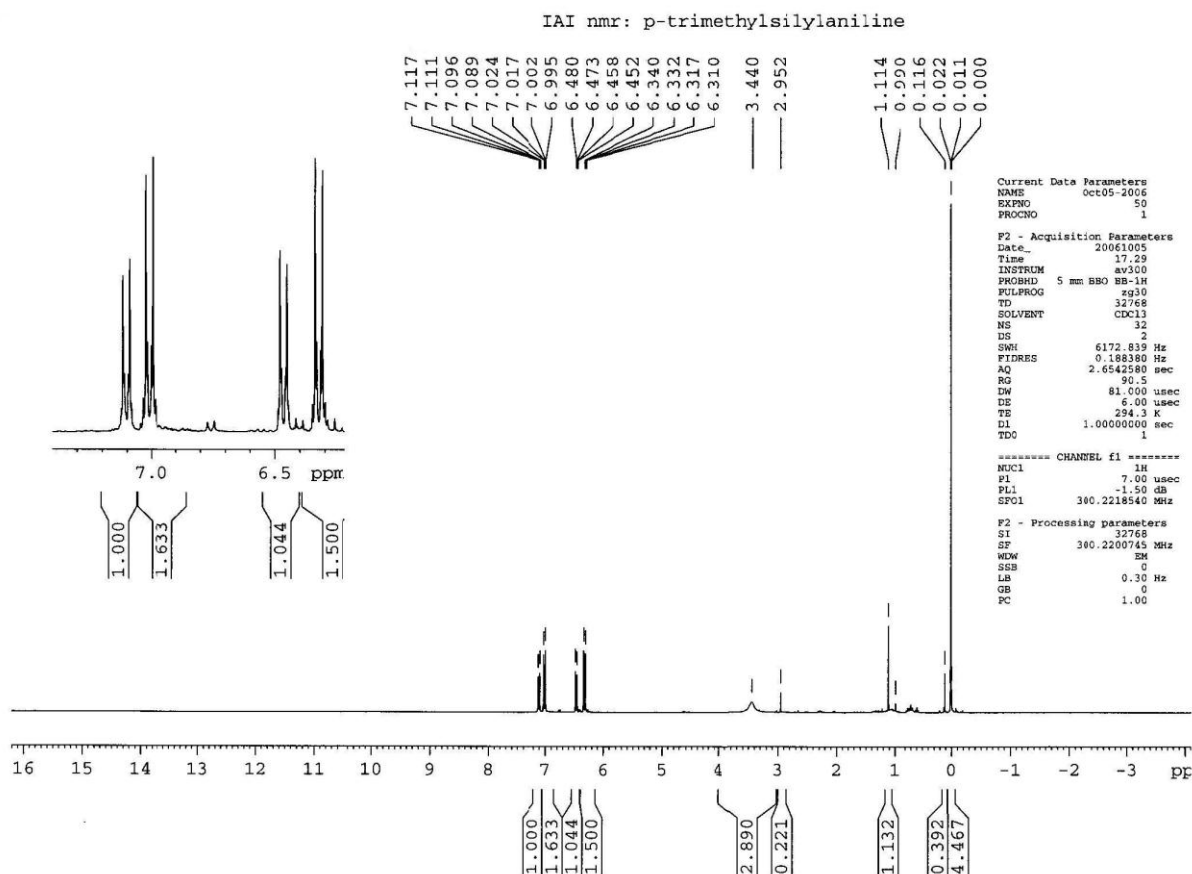 IAI nmr: p-trimethylsilylaniline
7.117
7.111
7.096
7.089
7.024
7.017
7.002
6.995
6.480
6.473
6.458
6.452
6.340
6.332
6.317
6.310
3.440
2.952
1.114
0.990
0.116
0.022
0.011
0.000
Current Data Parameters
NAME Oct05-2006
EXPNO 50
PROCNO 1
F2 - Acquisition Parameters
Date_ 20061005
Time 17.29
INSTRUM av300
PROBHD 5 mm BBO BB-1H
PULPROG zg30
TD 32768
SOLVENT CDCl3
NS 32
DS 2
SWH 6172.839 Hz
FIDRES 0.188380 Hz
AQ 2.6542580 sec
RG 90.5
DW 81.000 usec
DE 6.00 usec
TE 294.3 K
D1 1.00000000 sec
TD0 1
======== CHANNEL f1 ========
NUC1 1H
P1 7.00 usec
PL1 -1.50 dB
SFO1 300.2218540 MHz
F2 - Processing parameters
SI 32768
SF 300.2200745 MHz
WDW EM
SSB 0
LB 0.30 Hz
GB 0
PC 1.00
7.0 6.5 ppm
1.000 1.633 1.044 1.500
16 15 14 13 12 11 10 9 8 7 6 5 4 3 2 1 0 -1 -2 -3 pp
1.000 1.633 1.044 1.500 2.890 0.221 1.132 0.392 4.467